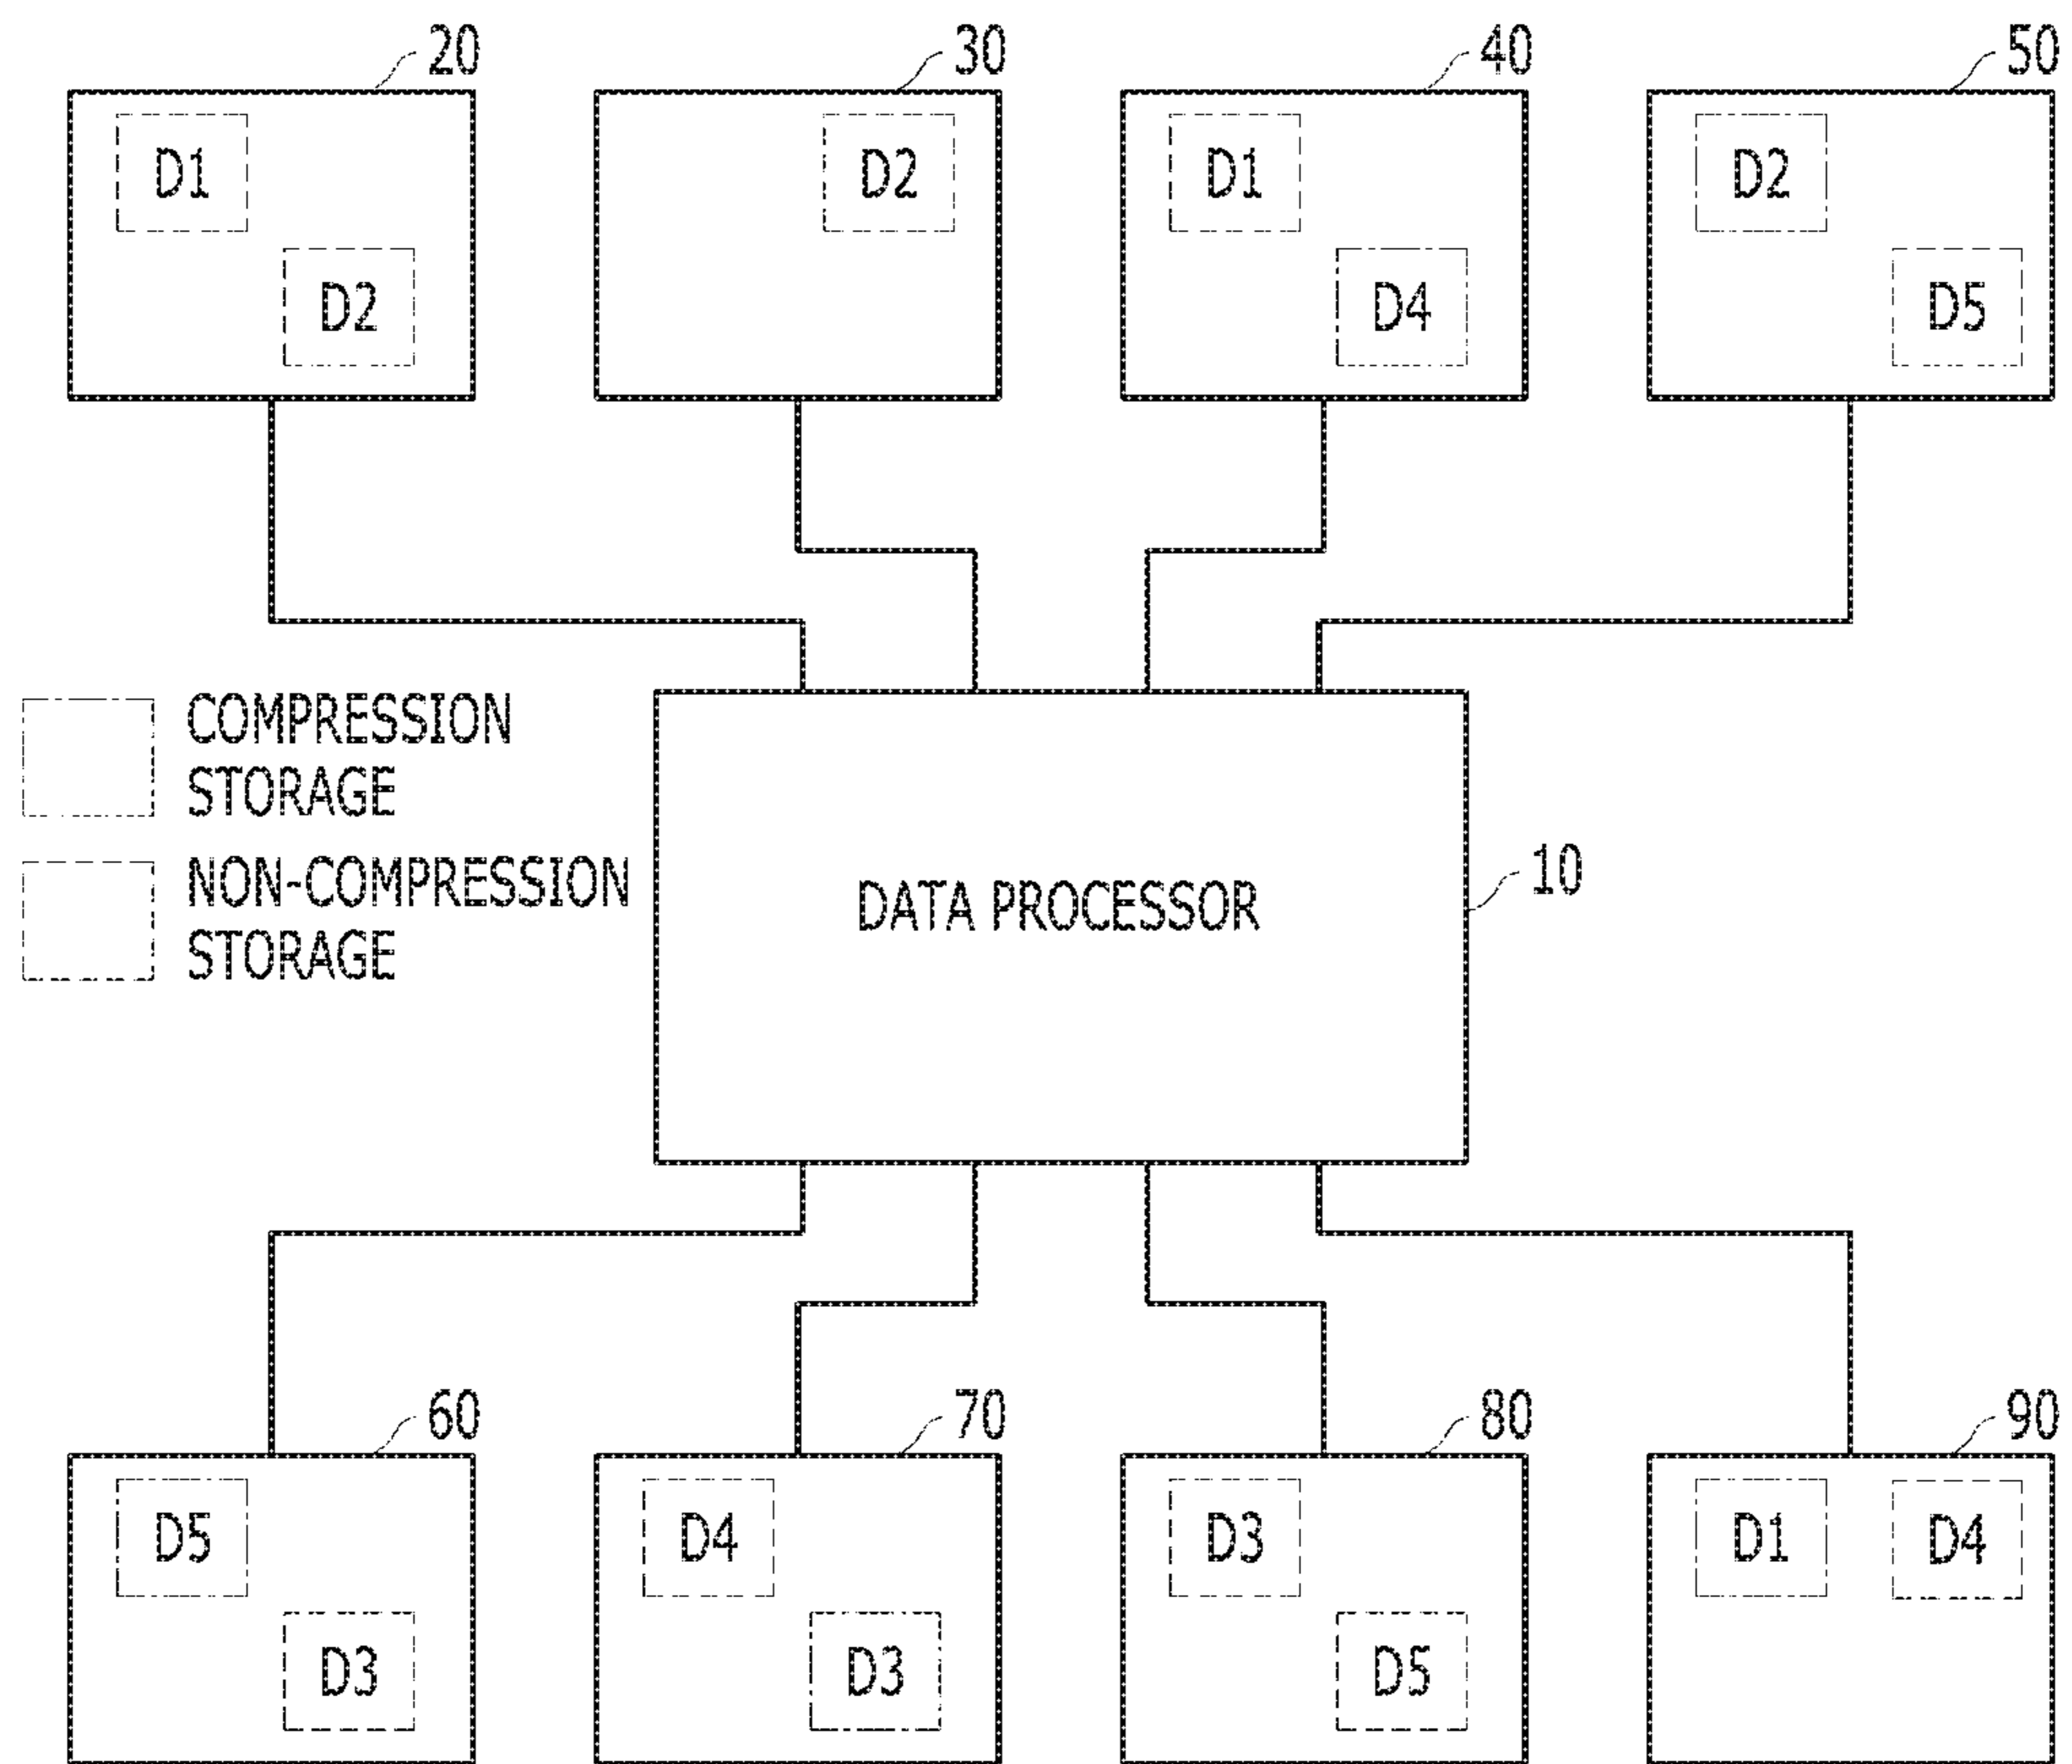 20
30
40
50
D1
D2
D1
D2
D2
D4
D5
COMPRESSION
STORAGE
NON-COMPRESSION
STORAGE
DATA PROCESSOR
10
60
70
80
90
D5
D4
D3
D1
D4
D3
D3
D5